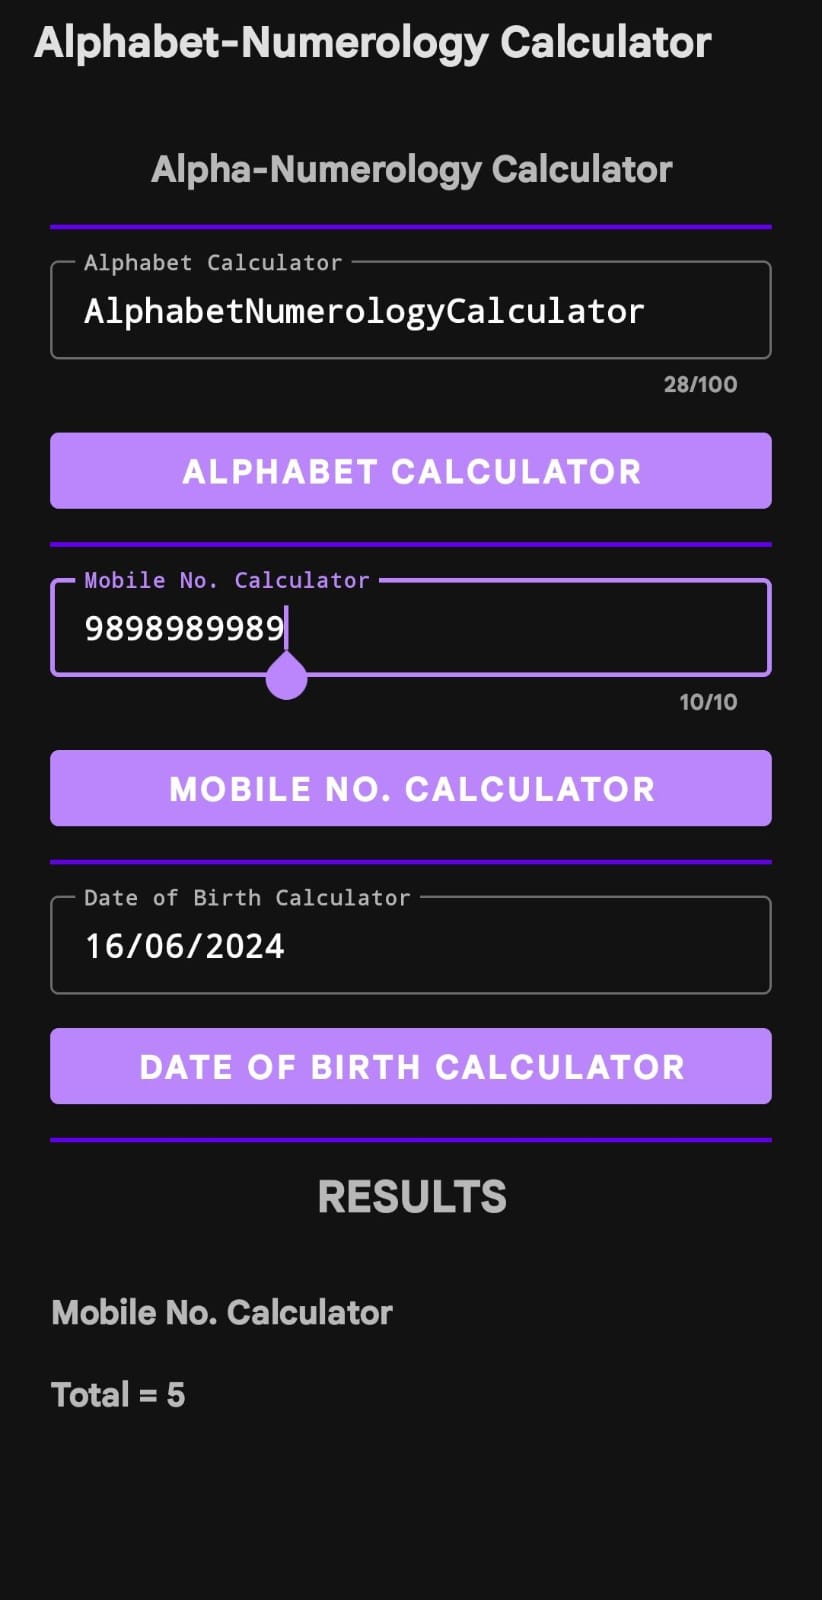 Alphabet-Numerology Calculator
Alpha-Numerology Calculator
Alphabet Calculator
AlphabetNumerologyCalculator
28/100
ALPHABET CALCULATOR
Mobile No. Calculator
9898989989
10/10
MOBILE NO. CALCULATOR
Date of Birth Calculator
16/06/2024
DATE OF BIRTH CALCULATOR
RESULTS
Mobile No. Calculator
Total = 5